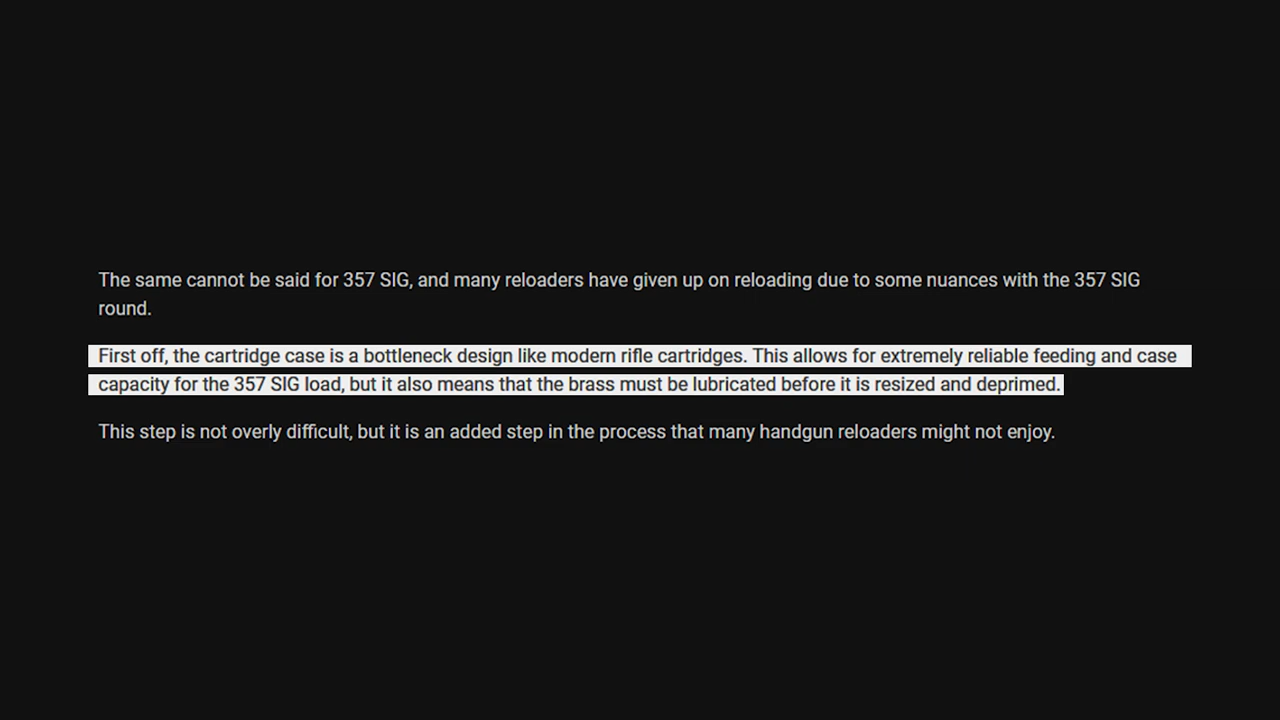 The same cannot be said for 357 SIG, and many reloaders have given up on reloading due to some nuances with the 357 SIG
round.
First off, the cartridge case is a bottleneck design like modern rifle cartridges. This allows for extremely reliable feeding and case
capacity for the 357 SIG load, but it also means that the brass must be lubricated before it is resized and deprimed.
This step is not overly difficult, but it is an added step in the process that many handgun reloaders might not enjoy.